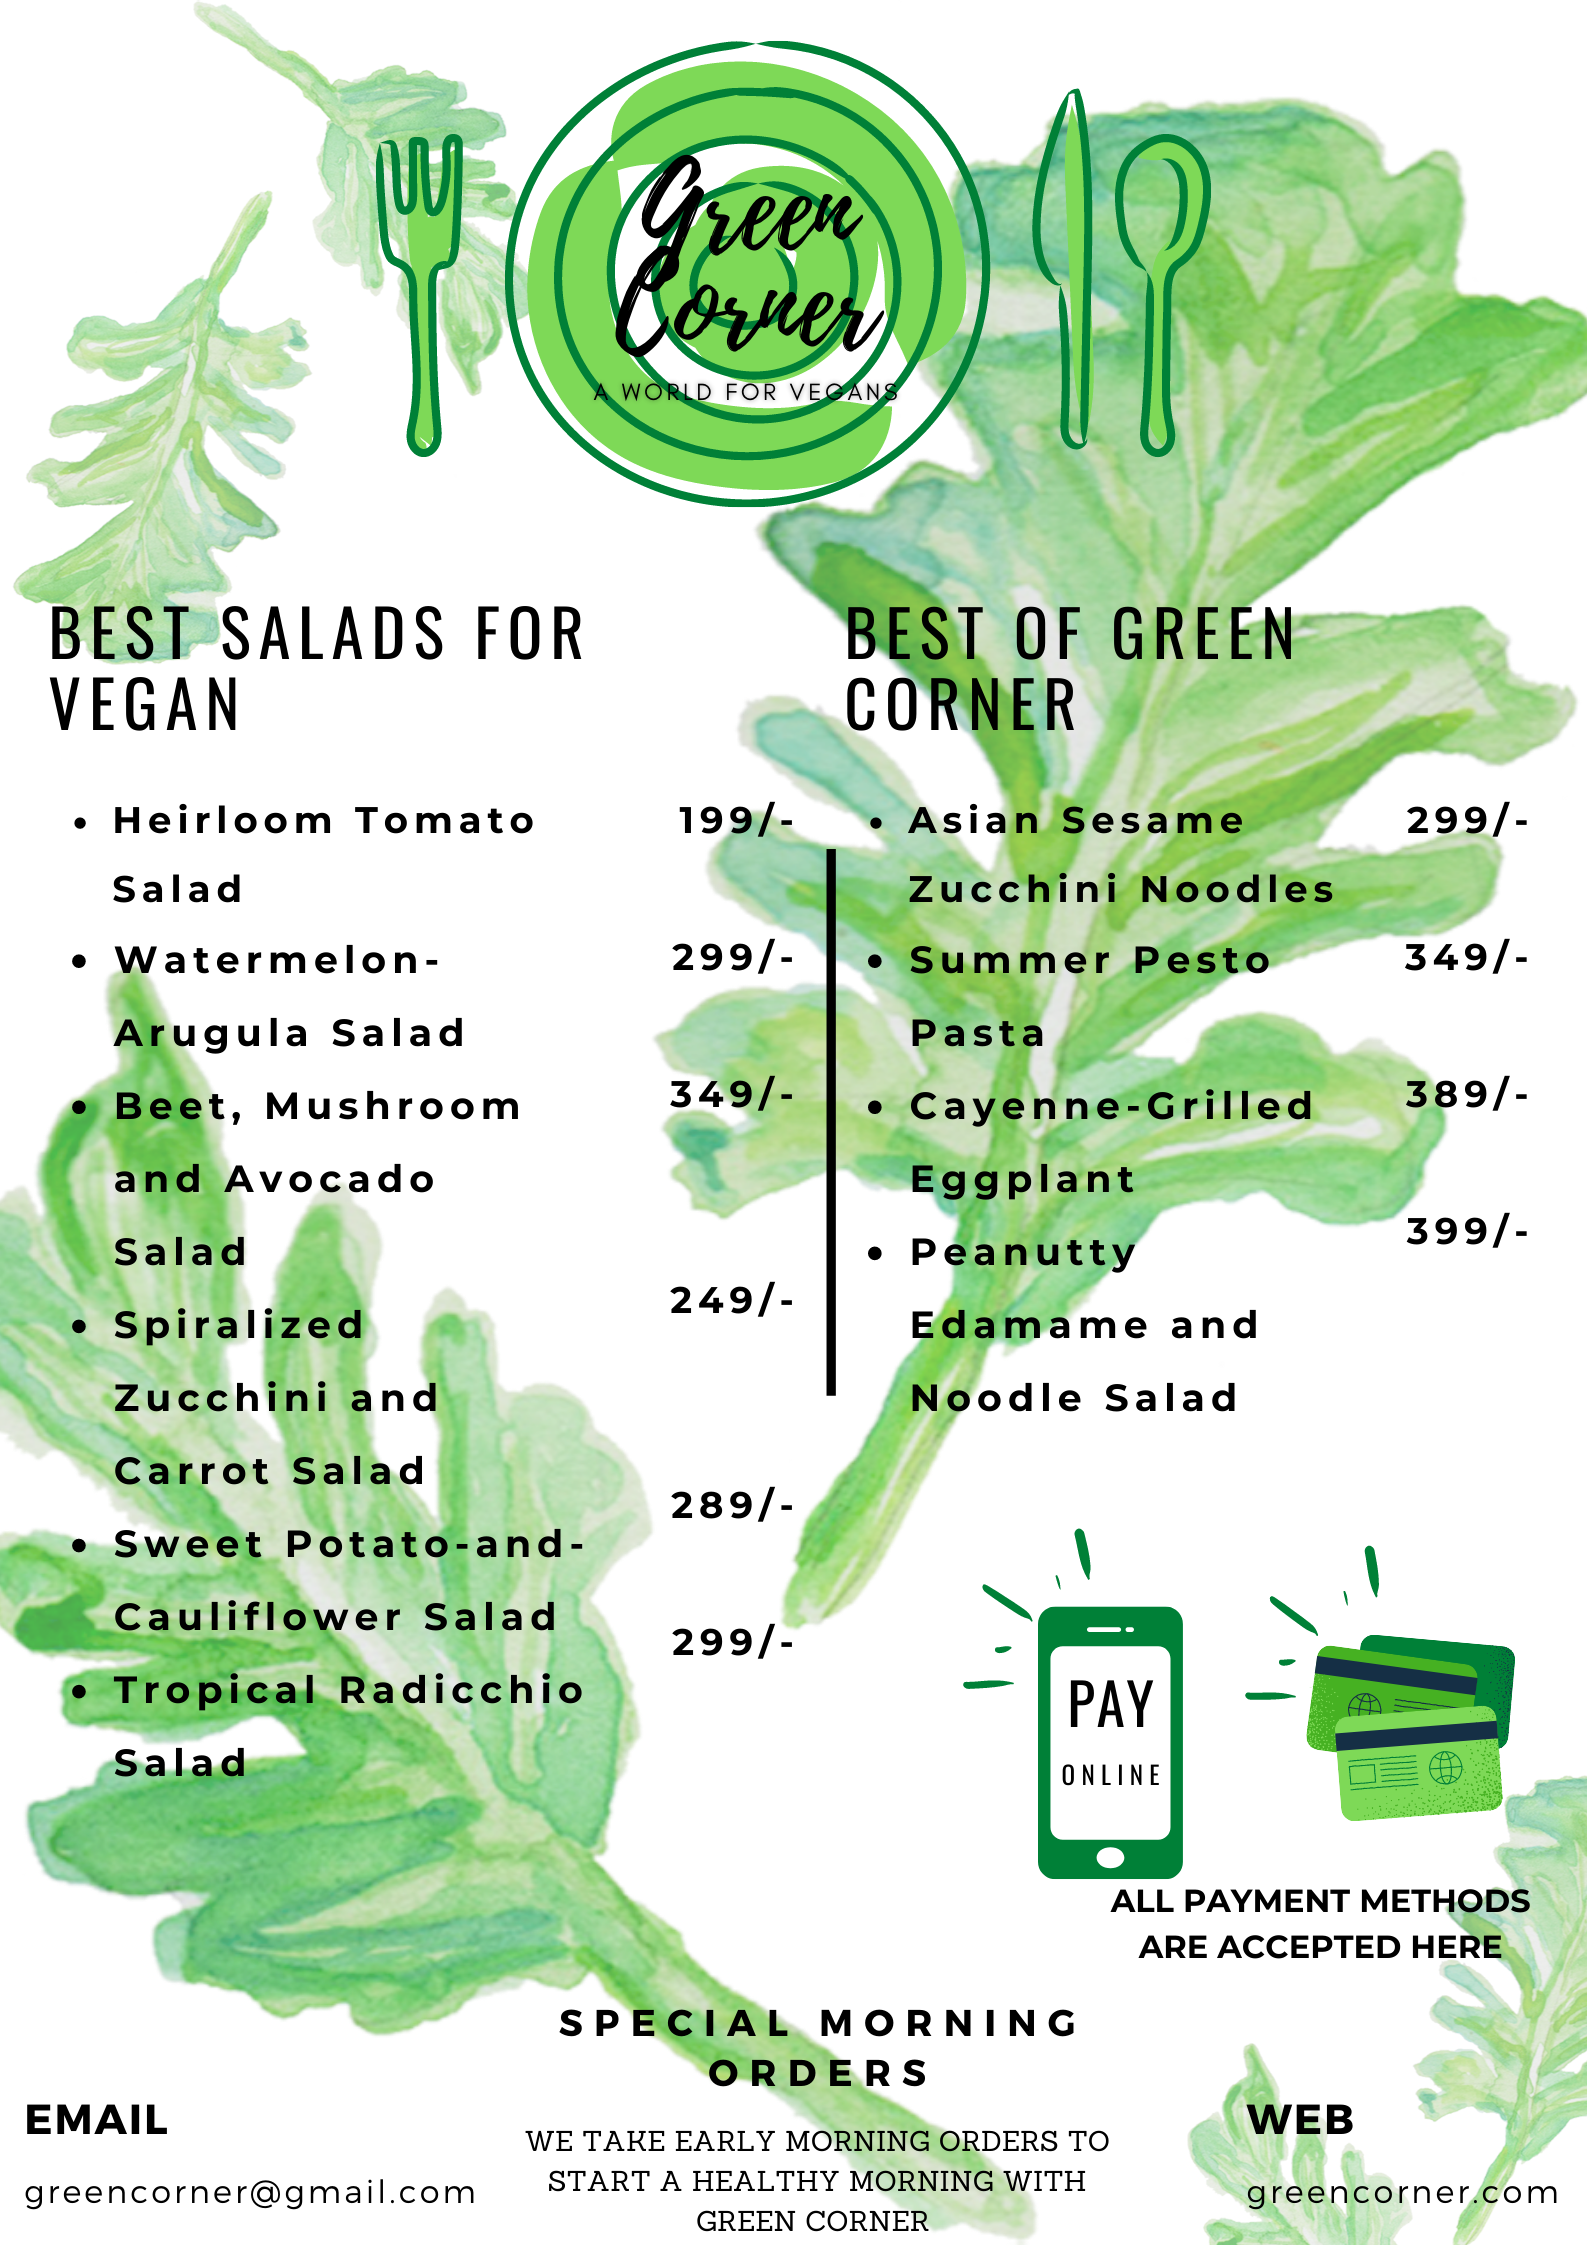 Green
Corner
A WORLD FOR VEGANS
BEST SALADS FOR
VEGAN
• Heirloom Tomato 199/-
Salad
• Watermelon- 299/-
Arugula Salad
• Beet, Mushroom 349/-
and Avocado
Salad
• Spiralized 249/-
Zucchini and
Carrot Salad
• Sweet Potato-and- 289/-
Cauliflower Salad
• Tropical Radicchio 299/-
Salad
BEST OF GREEN
CORNER
• Asian Sesame 299/-
Zucchini Noodles
• Summer Pesto 349/-
Pasta
• Cayenne-Grilled 389/-
Eggplant
• Peanutty 399/-
Edamame and
Noodle Salad
PAY
ONLINE
ALL PAYMENT METHODS
ARE ACCEPTED HERE
SPECIAL MORNING
ORDERS
WE TAKE EARLY MORNING ORDERS TO
START A HEALTHY MORNING WITH
GREEN CORNER
EMAIL
greencorner@gmail.com
WEB
greencorner.com